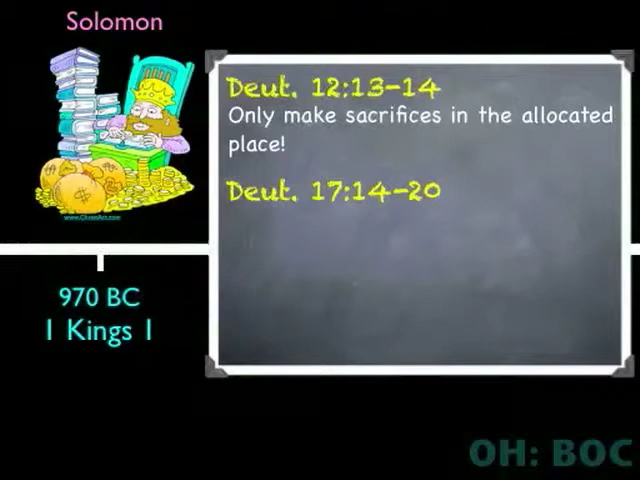 Solomon
Deut. 12:13-14
Only make sacrifices in the allocated
place!
Deut. 17:14-20
970 BC
1 Kings 1
OH: BOC